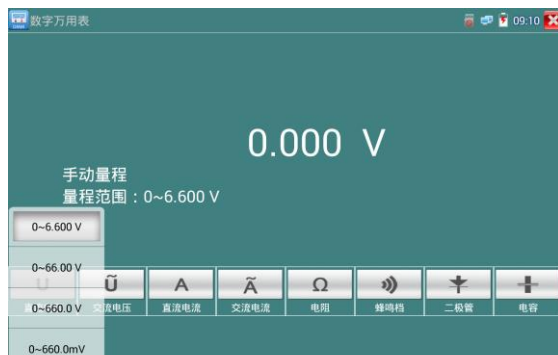 数字万用表
09:10
0.000 V
手动量程
量程范围：0~6.600 V
0~6.600 V
0~66.00 V
0~660.0 V
0~660.0mV
Ũ
A
Ã
Ω
交流电压
直流电流
交流电流
电阻
蜂鸣档
二极管
电容